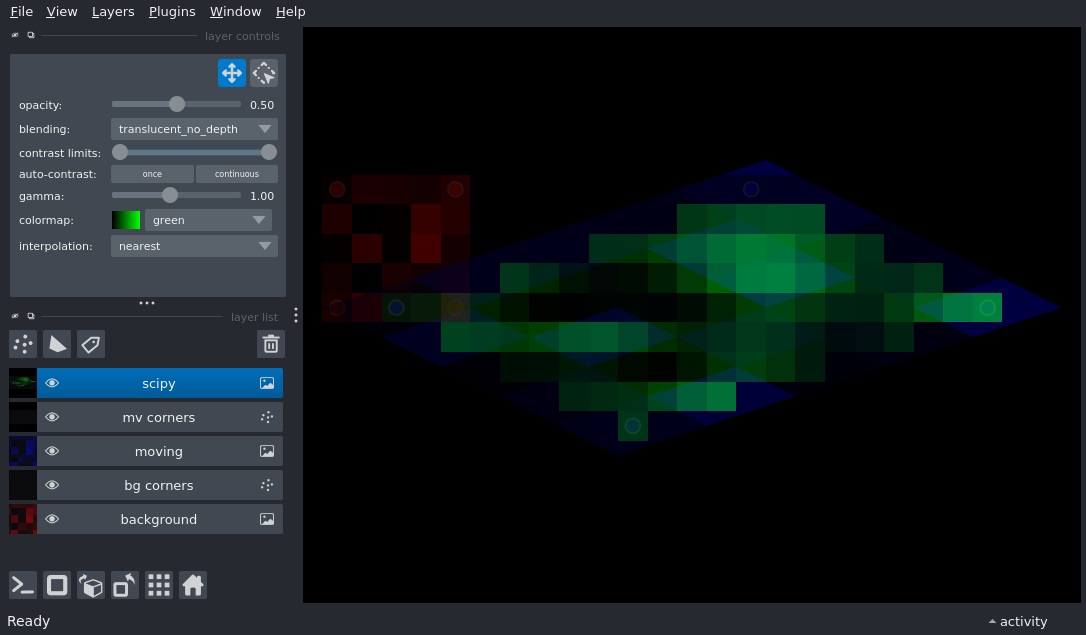 File View Layers Plugins Window Help
layer controls
opacity: 0.50
blending: translucent_no_depth
contrast limits:
auto-contrast: once continuous
gamma: 1.00
colormap: green
interpolation: nearest
layer list
scipy
mv corners
moving
bg corners
background
Ready activity